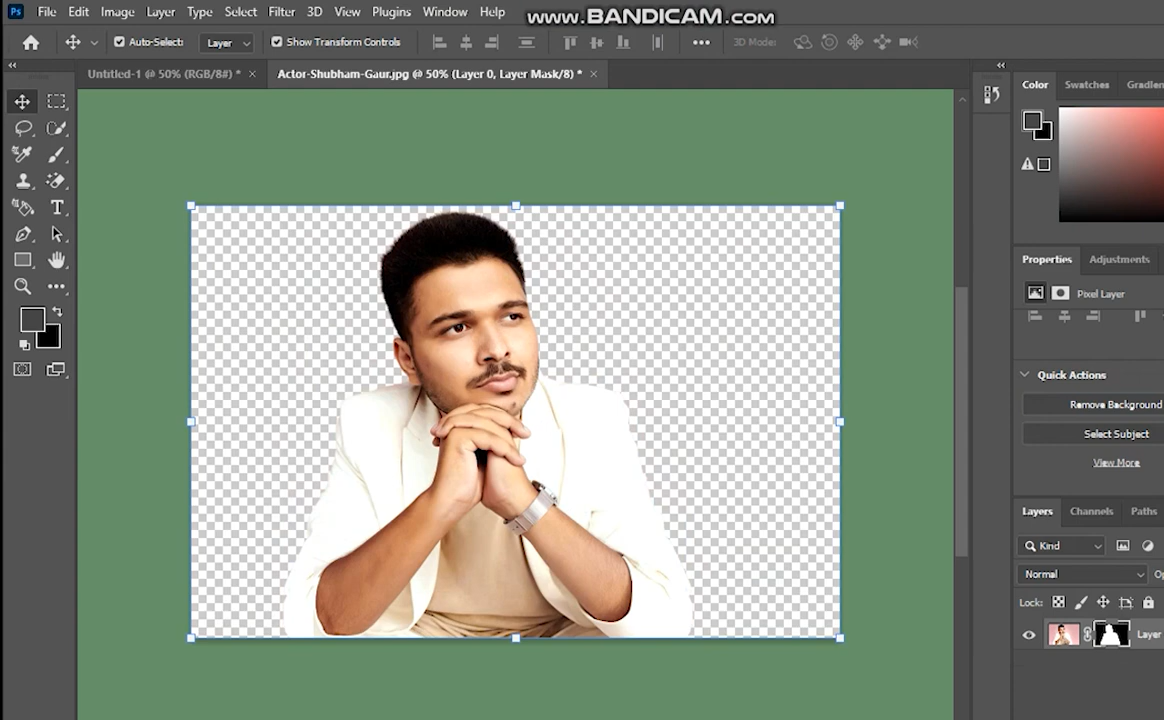 Ps File Edit Image Layer Type Select Filter 3D View Plugins Window Help
www.BANDICAM.com
Auto-Select: Layer Show Transform Controls ••• 3D Mode:
Untitled-1 @ 50% (RGB/8#) * × Actor-Shubham-Gaur.jpg @ 50% (Layer 0, Layer Mask/8) * ×
Color Swatches Gradien
T
Properties Adjustments
Pixel Layer
Quick Actions
Remove Background
Select Subject
View More
Layers Channels Paths
Kind
Normal Op
Lock:
Layer